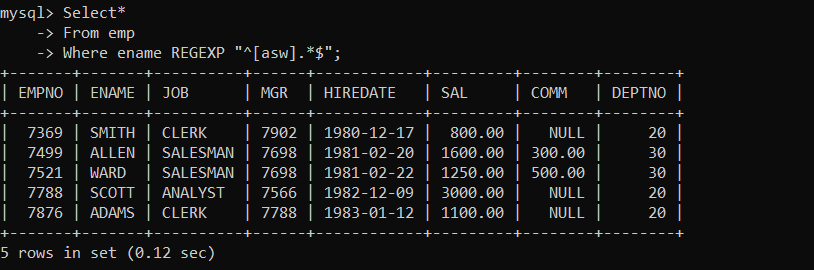 mysql> Select*
    -> From emp
    -> Where ename REGEXP "^[asw].*$";
+-------+-------+----------+------+------------+---------+--------+--------+
| EMPNO | ENAME | JOB      | MGR  | HIREDATE   | SAL     | COMM   | DEPTNO |
+-------+-------+----------+------+------------+---------+--------+--------+
|  7369 | SMITH | CLERK    | 7902 | 1980-12-17 |  800.00 |   NULL |     20 |
|  7499 | ALLEN | SALESMAN | 7698 | 1981-02-20 | 1600.00 | 300.00 |     30 |
|  7521 | WARD  | SALESMAN | 7698 | 1981-02-22 | 1250.00 | 500.00 |     30 |
|  7788 | SCOTT | ANALYST  | 7566 | 1982-12-09 | 3000.00 |   NULL |     20 |
|  7876 | ADAMS | CLERK    | 7788 | 1983-01-12 | 1100.00 |   NULL |     20 |
+-------+-------+----------+------+------------+---------+--------+--------+
5 rows in set (0.12 sec)